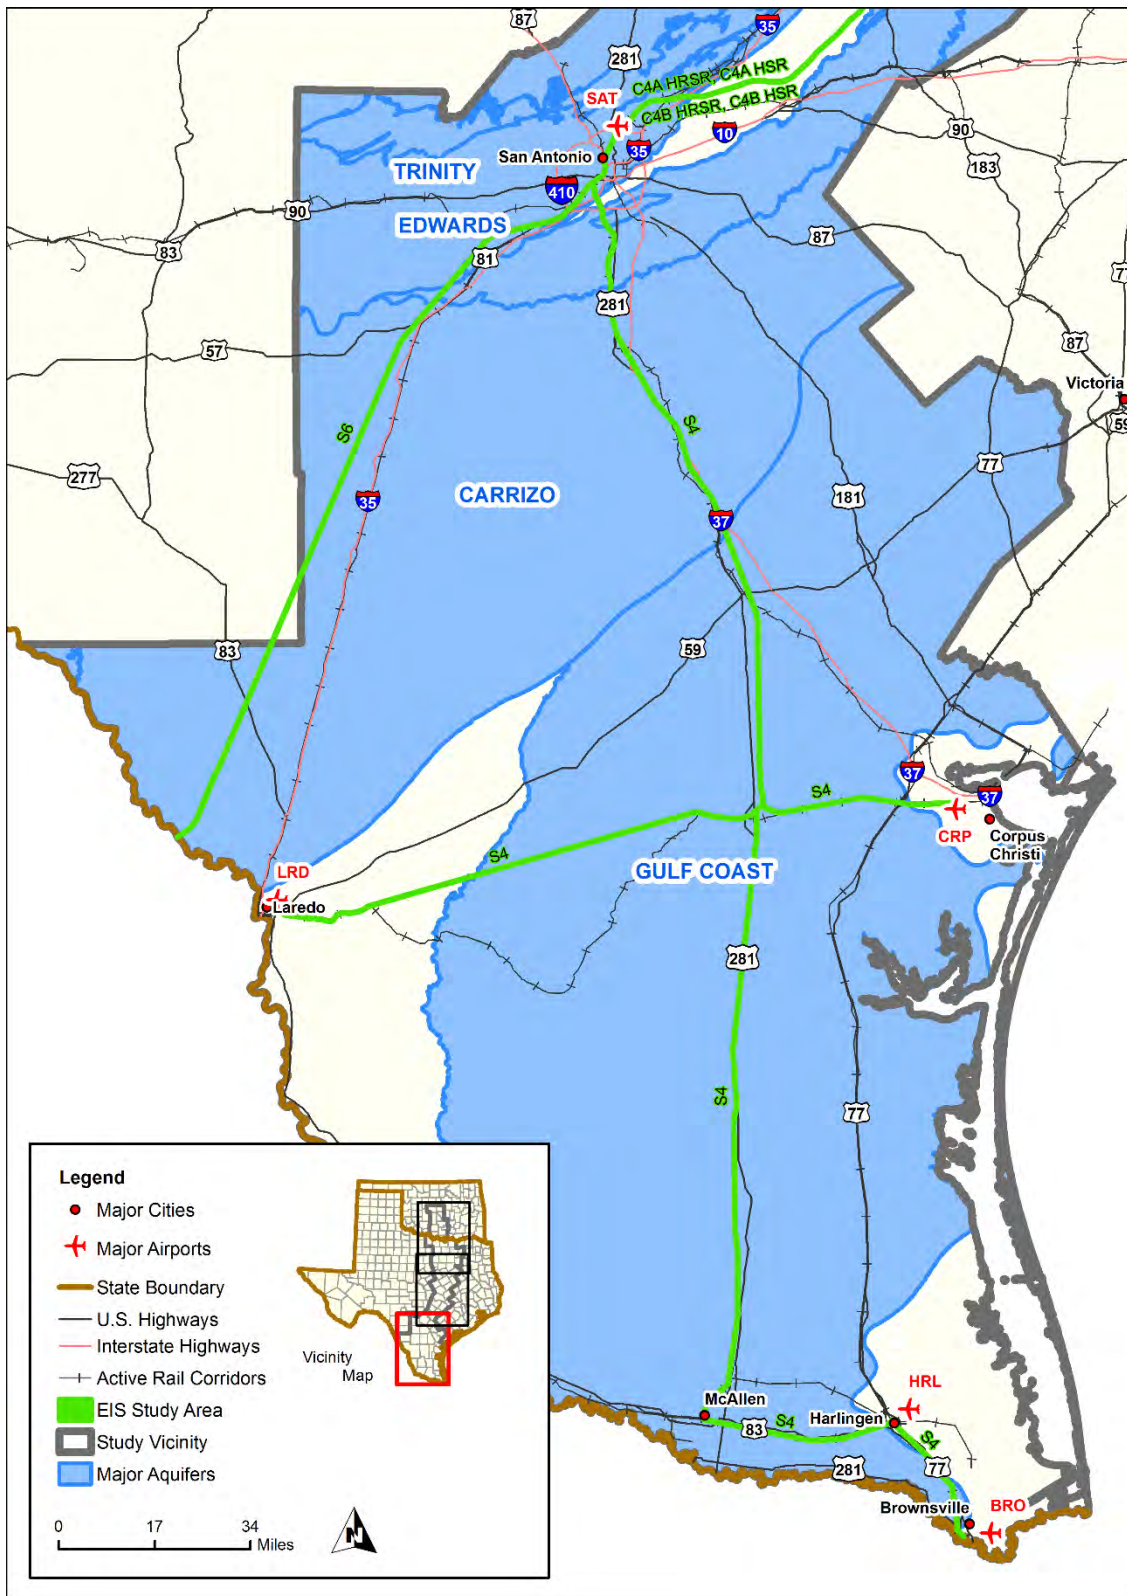 87
35
281
C4A HRSR, C4A HSR
C4B HRSR, C4B HSR
SAT
10
35
90
183
San Antonio
TRINITY
410
90
EDWARDS
83
81
87
77
281
57
87
Victoria
59
S6
S4
77
277
35
CARRIZO
181
37
83
59
37
S4
37
CRP
Corpus
Christi
S4
LRD
Laredo
GULF COAST
281
S4
77
McAllen
HRL
S4
Harlingen
83
S4
281
77
Brownsville
BRO
Legend
Major Cities
Major Airports
State Boundary
U.S. Highways
Interstate Highways
Active Rail Corridors
EIS Study Area
Study Vicinity
Major Aquifers
Vicinity
Map
0 17 34
Miles
N